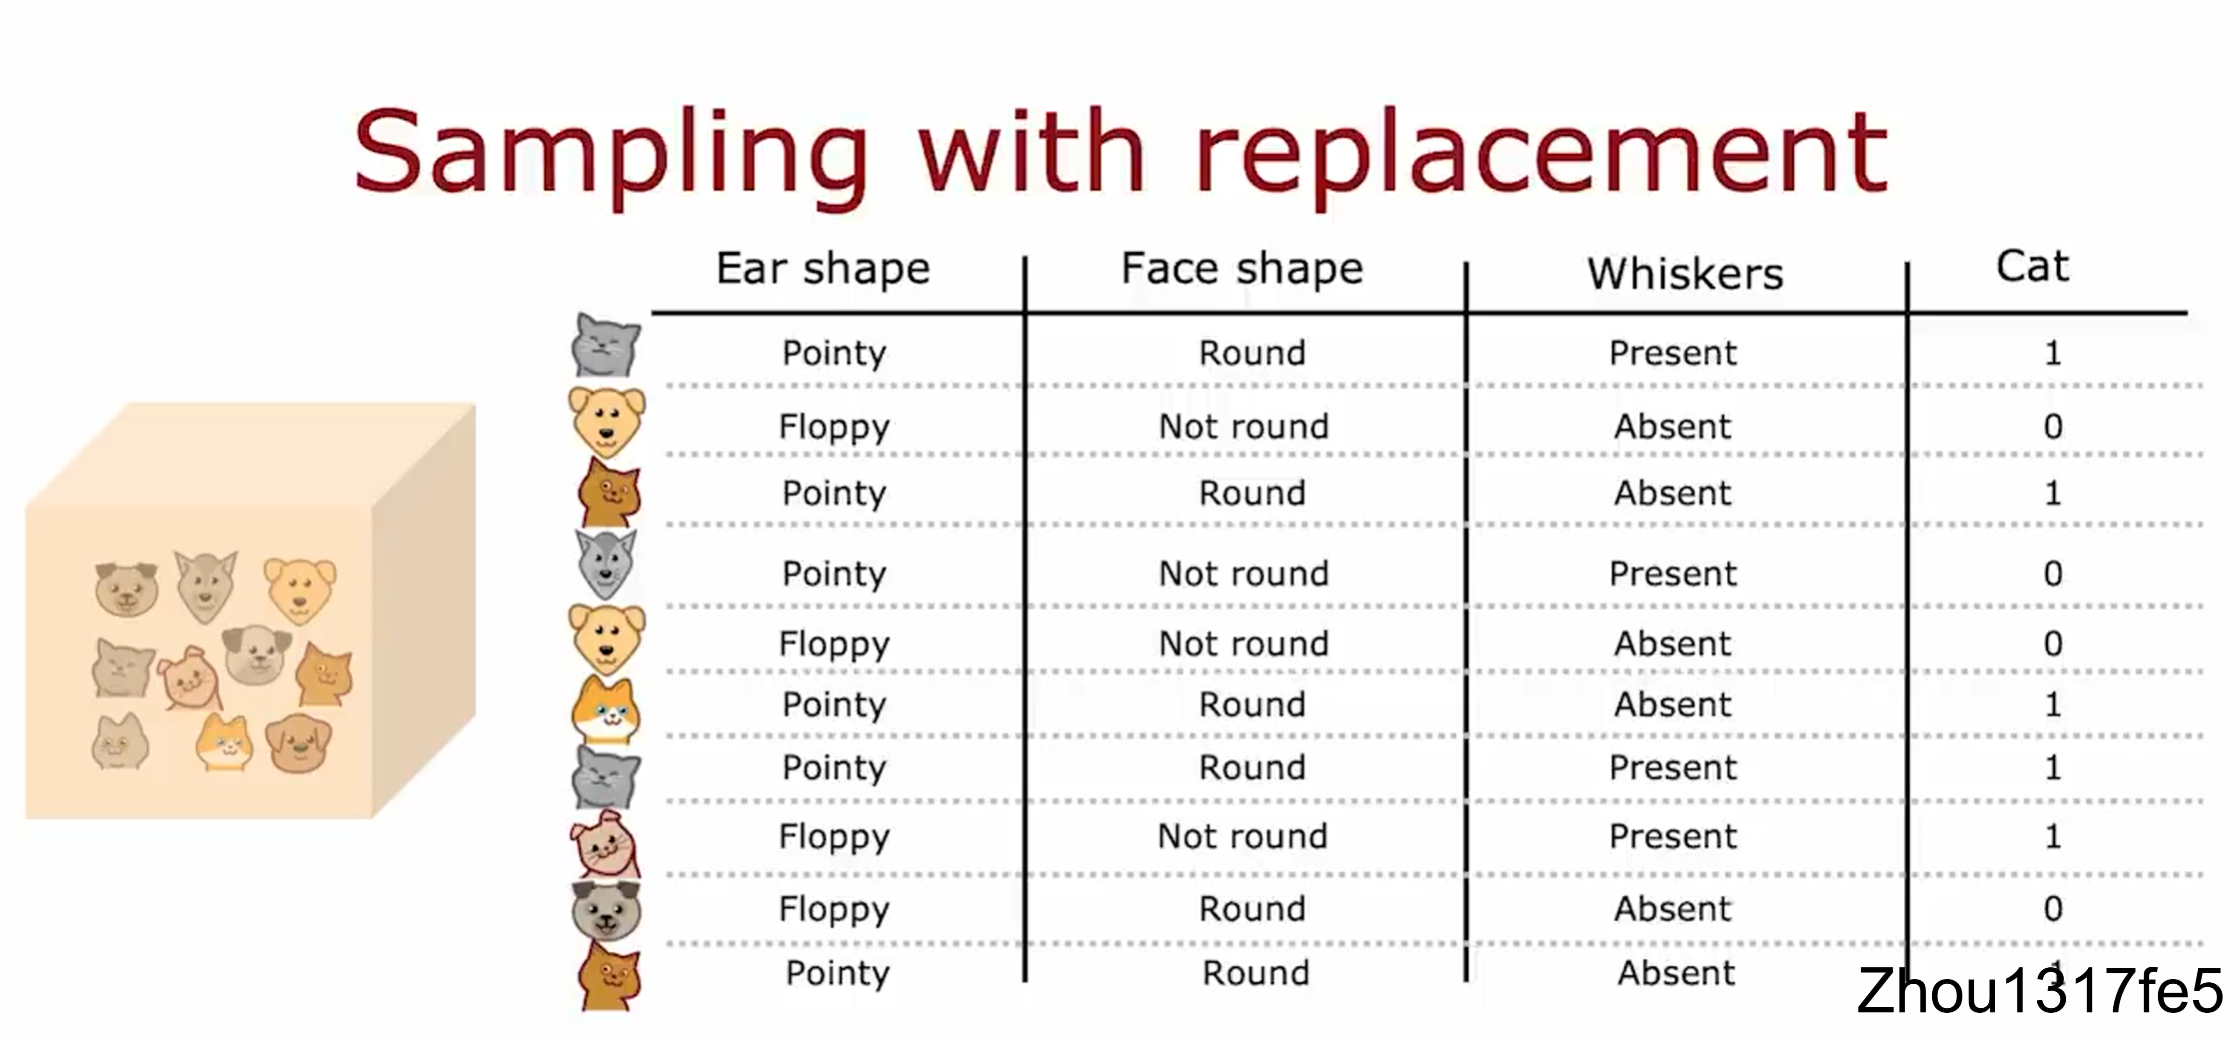 Sampling with replacement
Ear shape Face shape Whiskers Cat
Pointy Round Present 1
Floppy Not round Absent 0
Pointy Round Absent 1
Pointy Not round Present 0
Floppy Not round Absent 0
Pointy Round Absent 1
Pointy Round Present 1
Floppy Not round Present 1
Floppy Round Absent 0
Pointy Round Absent 1
Zhou1317fe5